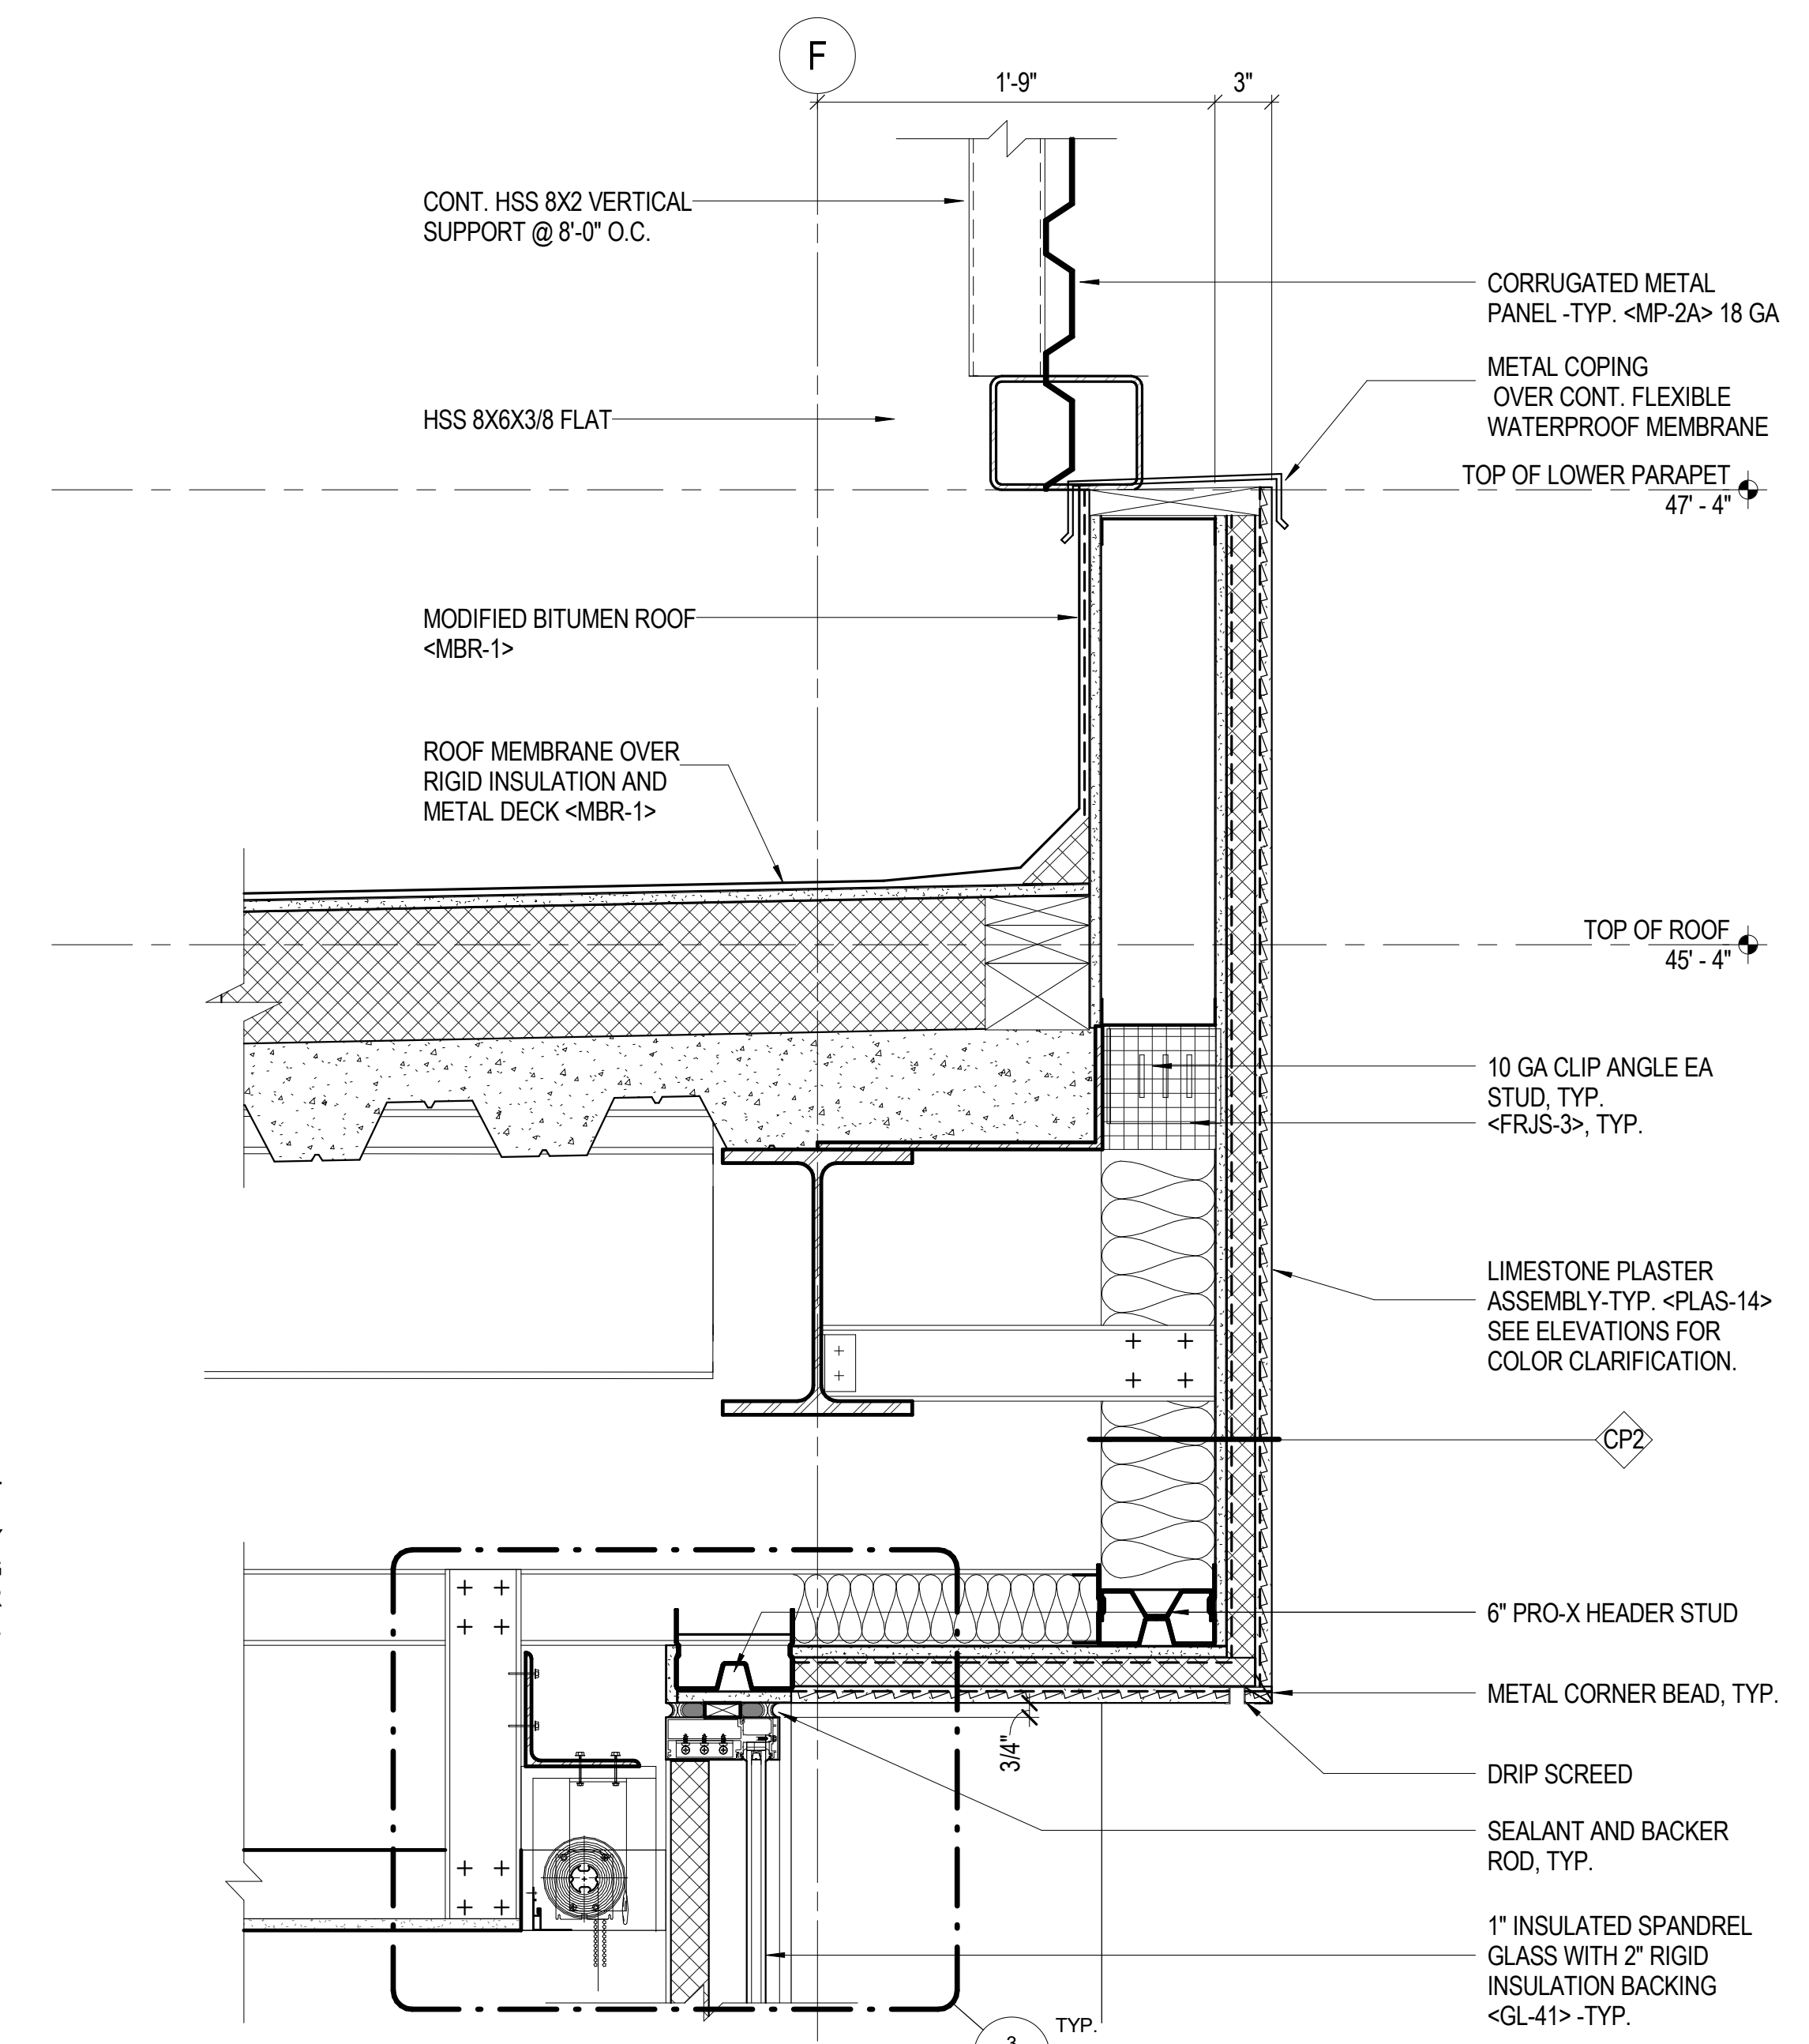 F
1'-9"
3"
CONT. HSS 8X2 VERTICAL
SUPPORT @ 8'-0" O.C.
CORRUGATED METAL
PANEL -TYP. <MP-2A> 18 GA
METAL COPING
OVER CONT. FLEXIBLE
WATERPROOF MEMBRANE
HSS 8X6X3/8 FLAT
TOP OF LOWER PARAPET
47' - 4"
MODIFIED BITUMEN ROOF
<MBR-1>
ROOF MEMBRANE OVER
RIGID INSULATION AND
METAL DECK <MBR-1>
TOP OF ROOF
45' - 4"
10 GA CLIP ANGLE EA
STUD, TYP.
<FRJS-3>, TYP.
LIMESTONE PLASTER
ASSEMBLY-TYP. <PLAS-14>
SEE ELEVATIONS FOR
COLOR CLARIFICATION.
CP2
6" PRO-X HEADER STUD
METAL CORNER BEAD, TYP.
3/4"
DRIP SCREED
SEALANT AND BACKER
ROD, TYP.
1" INSULATED SPANDREL
GLASS WITH 2" RIGID
INSULATION BACKING
<GL-41> -TYP.
TYP.
3